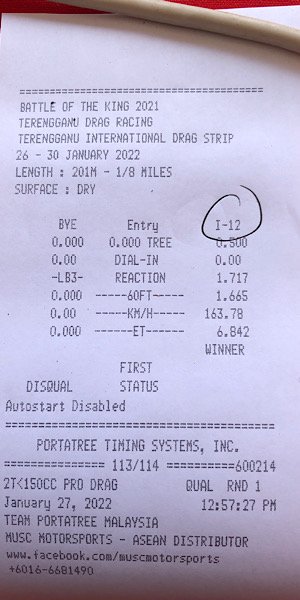 ================================
BATTLE OF THE KING 2021
TERENGGANU DRAG RACING
TERENGGANU INTERNATIONAL DRAG STRIP
26 - 30 JANUARY 2022
LENGTH : 201M - 1/8 MILES
SURFACE : DRY
BYE Entry I-12
0.000 0.000 TREE 0.500
0.00 DIAL-IN 0.00
-LB3- REACTION 1.717
0.000 -----60FT----- 1.665
0.00 -----KM/H----- 163.78
0.000 ------ET------ 6.842
WINNER
FIRST
DISQUAL STATUS
Autostart Disabled
========================================
PORTATREE TIMING SYSTEMS, INC.
=============== 113/114 ==========600214
2T<150CC PRO DRAG QUAL RND 1
January 27, 2022 12:57:27 PM
TEAM PORTATREE MALAYSIA
MUSC MOTORSPORTS - ASEAN DISTRIBUTOR
www.facebook.com/muscmotorsports
+6016-6681490